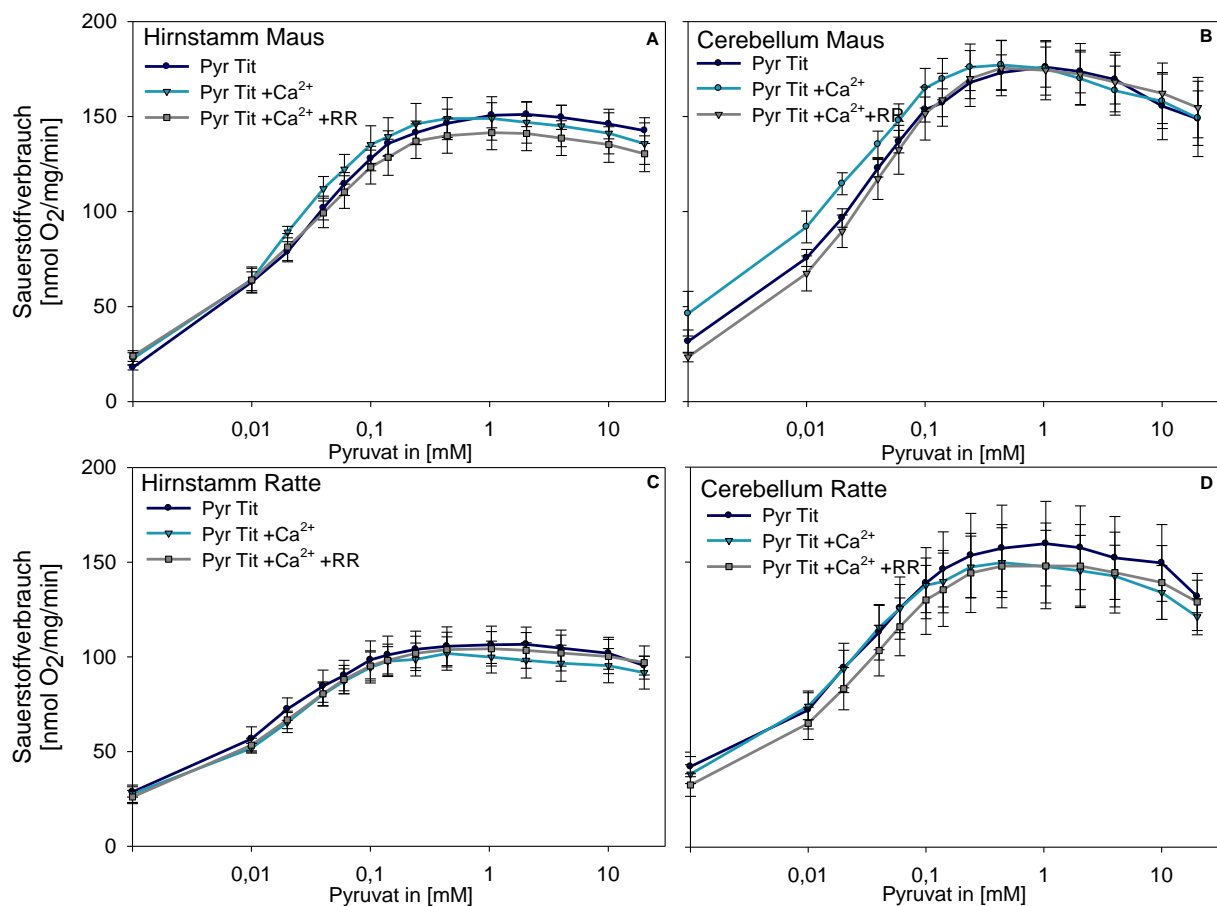 Hirnstamm Maus
A
Pyr Tit
Pyr Tit +Ca²⁺
Pyr Tit +Ca²⁺ +RR
Sauerstoffverbrauch
[nmol O₂/mg/min]
200
150
100
50
0
0,01
0,1
1
10
Pyruvat in [mM]
Cerebellum Maus
B
Pyr Tit
Pyr Tit +Ca²⁺
Pyr Tit +Ca²⁺ +RR
0,01
0,1
1
10
Pyruvat in [mM]
Hirnstamm Ratte
C
Pyr Tit
Pyr Tit +Ca²⁺
Pyr Tit +Ca²⁺ +RR
Sauerstoffverbrauch
[nmol O₂/mg/min]
200
150
100
50
0
0,01
0,1
1
10
Pyruvat in [mM]
Cerebellum Ratte
D
Pyr Tit
Pyr Tit +Ca²⁺
Pyr Tit +Ca²⁺ +RR
0,01
0,1
1
10
Pyruvat in [mM]